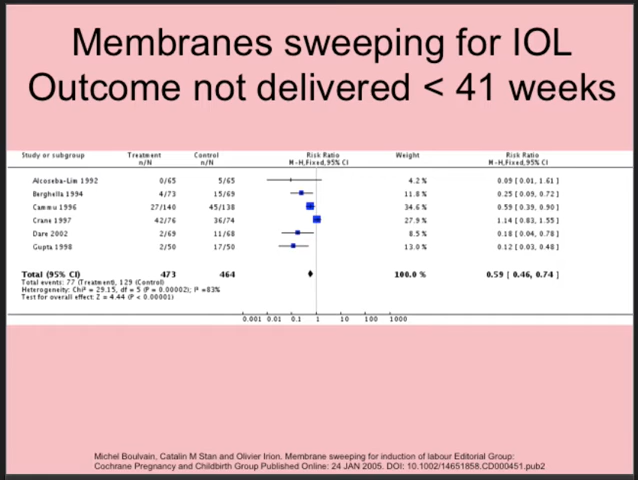 Membranes sweeping for IOL
Outcome not delivered < 41 weeks
Study or subgroup Treatment Control Risk Ratio Weight Risk Ratio
n/N n/N M-H,Fixed,95% CI M-H,Fixed,95% CI
Alcoseba-Lim 1992 0/65 5/65 4.2 % 0.09 [ 0.01, 1.61 ]
Berghella 1994 4/73 15/69 11.8 % 0.25 [ 0.09, 0.72 ]
Cammu 1996 27/140 45/138 34.6 % 0.59 [ 0.39, 0.90 ]
Crane 1997 42/76 36/74 27.9 % 1.14 [ 0.83, 1.55 ]
Dare 2002 2/69 11/68 8.5 % 0.18 [ 0.04, 0.78 ]
Gupta 1998 2/50 17/50 13.0 % 0.12 [ 0.03, 0.48 ]
Total (95% CI) 473 464 100.0 % 0.59 [ 0.46, 0.74 ]
Total events: 77 (Treatment), 129 (Control)
Heterogeneity: Chi² = 29.15, df = 5 (P = 0.00002); I² =83%
Test for overall effect: Z = 4.44 (P < 0.00001)
0.001 0.01 0.1 1 10 100 1000
Michel Boulvain, Catalin M Stan and Olivier Irion. Membrane sweeping for induction of labour Editorial Group:
Cochrane Pregnancy and Childbirth Group Published Online: 24 JAN 2005. DOI: 10.1002/14651858.CD000451.pub2